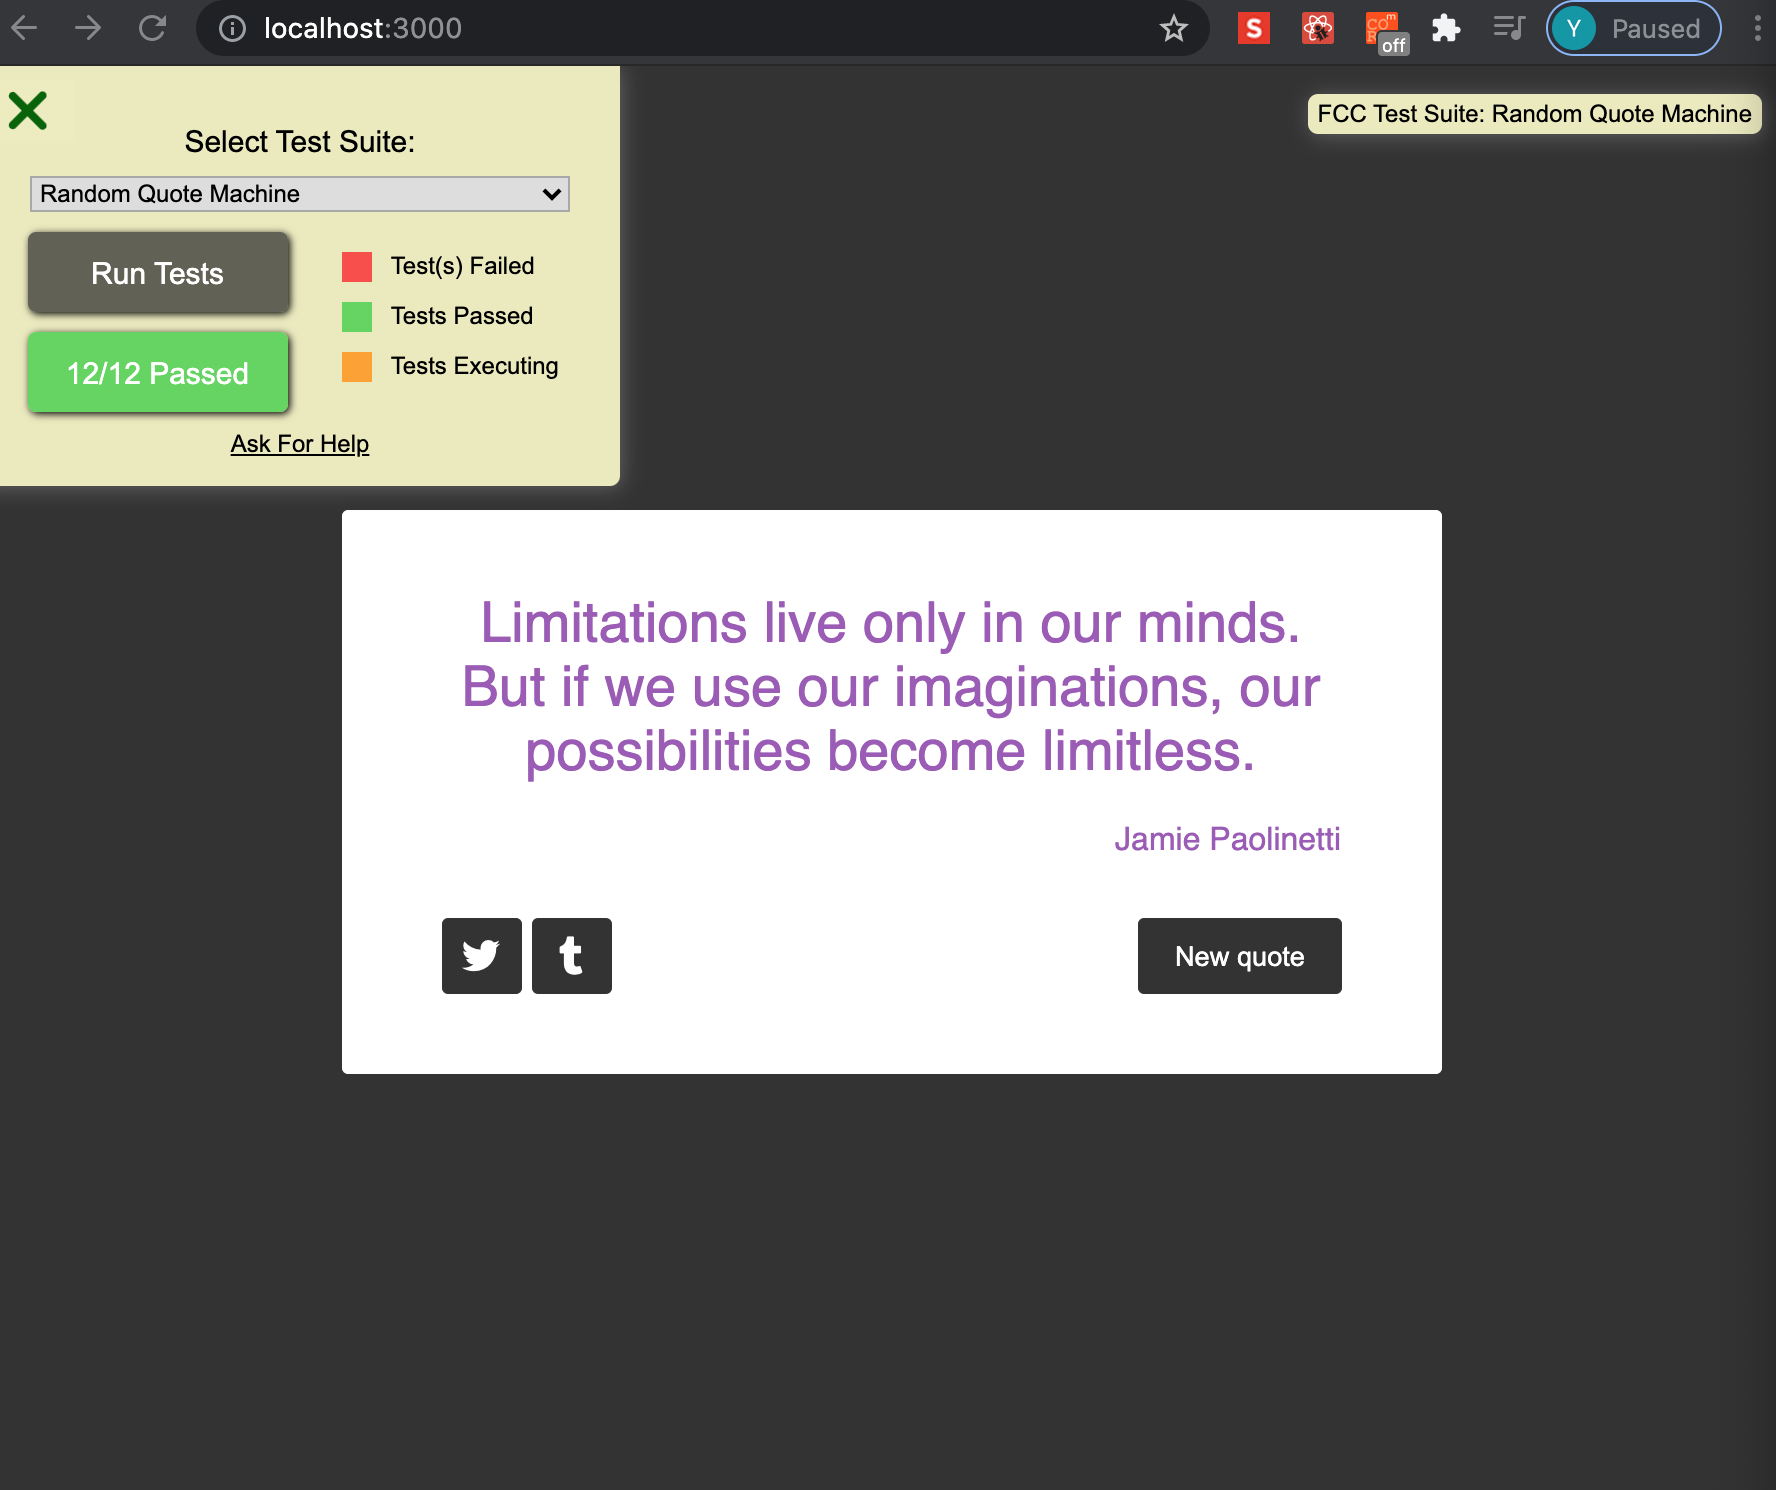 localhost:3000
S
off
Y
Paused
FCC Test Suite: Random Quote Machine
Select Test Suite:
Random Quote Machine
Run Tests
12/12 Passed
Test(s) Failed
Tests Passed
Tests Executing
Ask For Help
Limitations live only in our minds.
But if we use our imaginations, our
possibilities become limitless.
Jamie Paolinetti
t
New quote